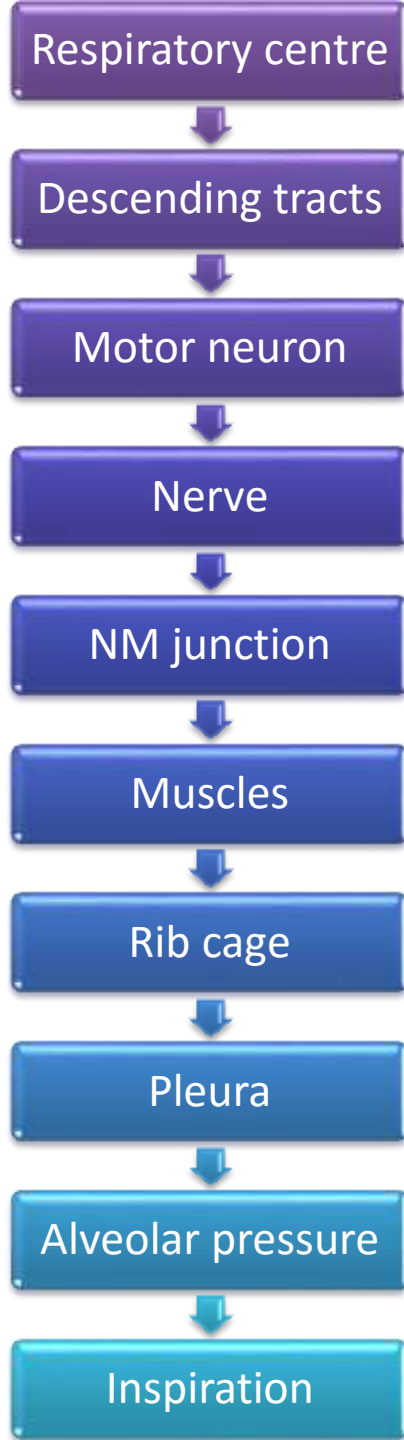 Respiratory centre
Descending tracts
Motor neuron
Nerve
NM junction
Muscles
Rib cage
Pleura
Alveolar pressure
Inspiration